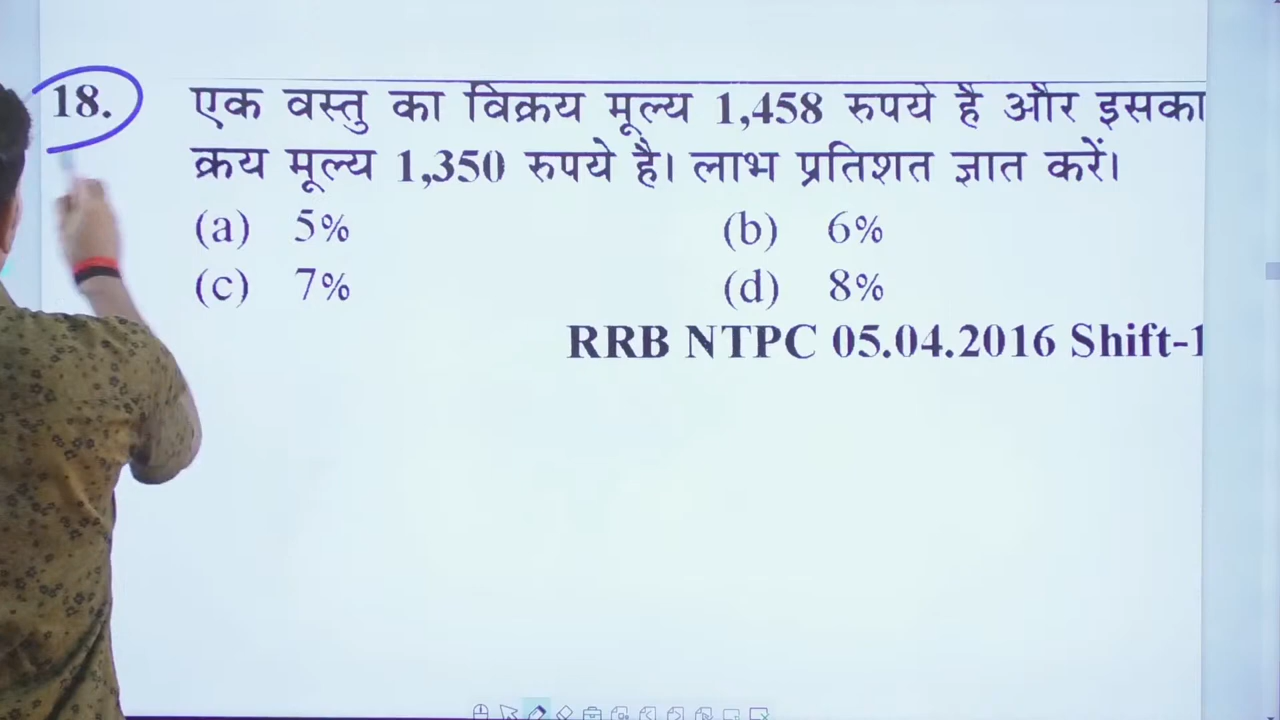 18. एक वस्तु का विक्रय मूल्य 1,458 रुपये है और इसका
क्रय मूल्य 1,350 रुपये है। लाभ प्रतिशत ज्ञात करें।
(a) 5% (b) 6%
(c) 7% (d) 8%
RRB NTPC 05.04.2016 Shift-1